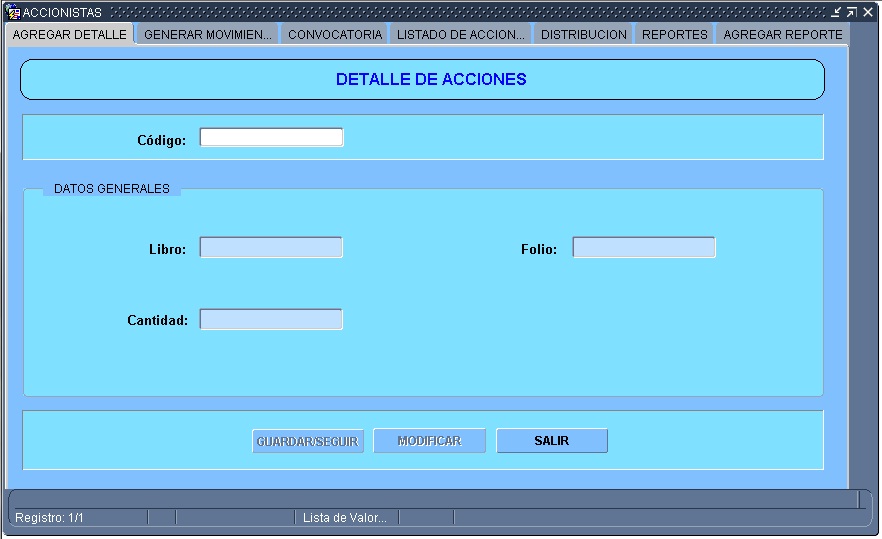 ACCIONISTAS
AGREGAR DETALLE GENERAR MOVIMIEN... CONVOCATORIA LISTADO DE ACCION... DISTRIBUCION REPORTES AGREGAR REPORTE
DETALLE DE ACCIONES
Código:
DATOS GENERALES
Libro: Folio:
Cantidad:
GUARDAR/SEGUIR MODIFICAR SALIR
Registro: 1/1 Lista de Valor...